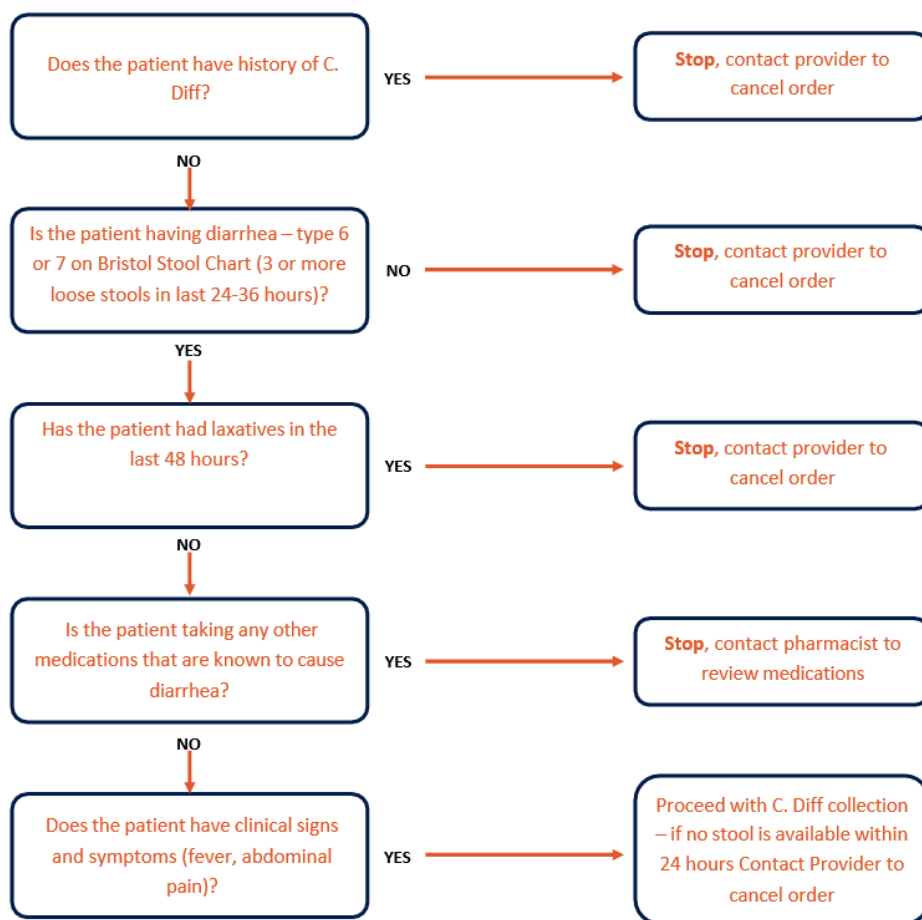 Does the patient have history of C.
Diff?
YES
Stop, contact provider to
cancel order
NO
Is the patient having diarrhea – type 6
or 7 on Bristol Stool Chart (3 or more
loose stools in last 24-36 hours)?
NO
Stop, contact provider to
cancel order
YES
Has the patient had laxatives in the
last 48 hours?
YES
Stop, contact provider to
cancel order
NO
Is the patient taking any other
medications that are known to cause
diarrhea?
YES
Stop, contact pharmacist to
review medications
NO
Does the patient have clinical signs
and symptoms (fever, abdominal
pain)?
YES
Proceed with C. Diff collection
– if no stool is available within
24 hours Contact Provider to
cancel order